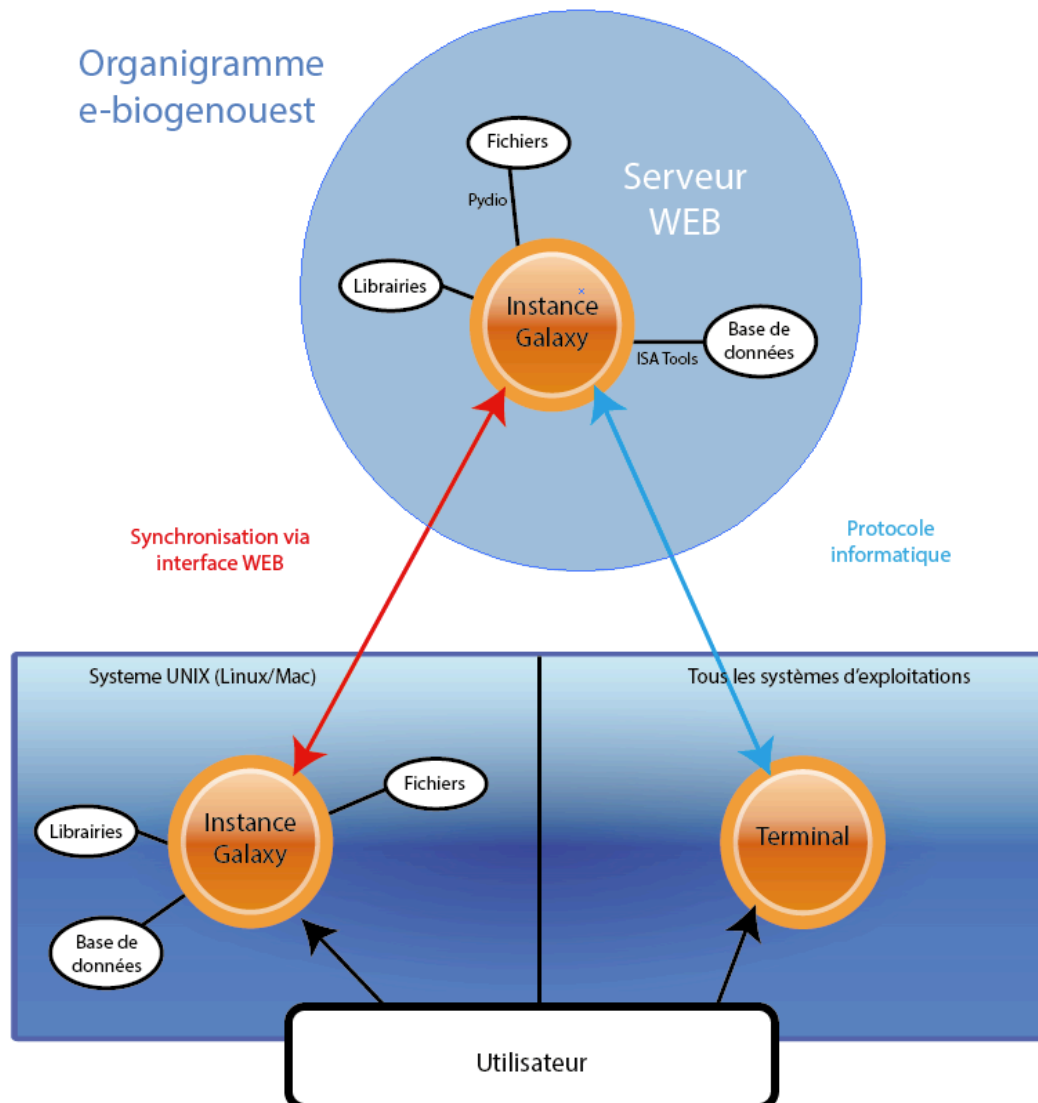 Organigramme
e-biogenouest
Fichiers
Serveur
WEB
Pydio
Librairies
Instance
Galaxy
Base de
données
ISA Tools
Synchronisation via
interface WEB
Protocole
informatique
Systeme UNIX (Linux/Mac)
Tous les systèmes d'exploitations
Fichiers
Librairies
Instance
Galaxy
Terminal
Base de
données
Utilisateur